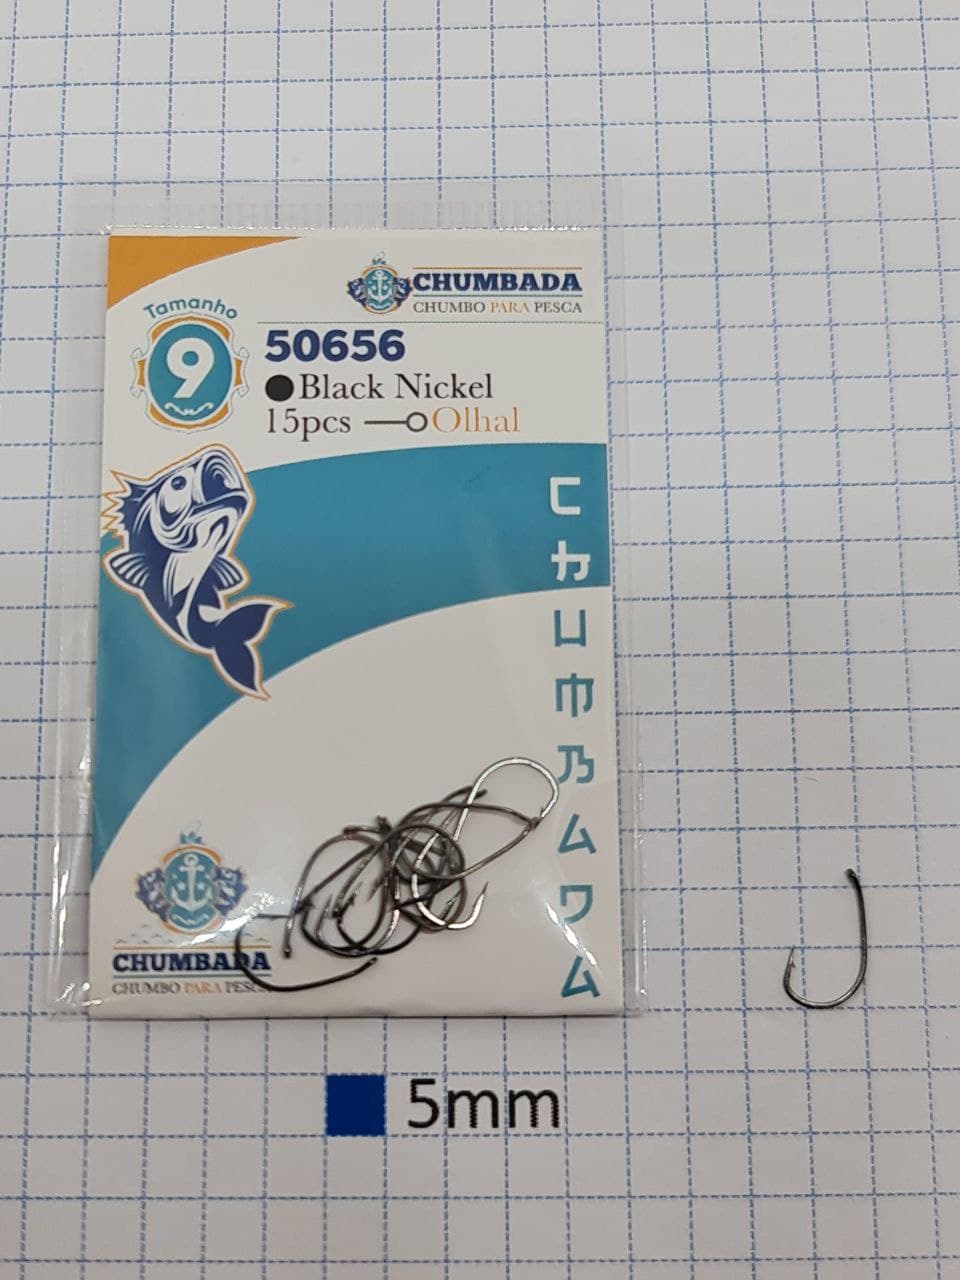 CHUMBADA
CHUMBO PARA PESCA
Tamanho
9
50656
Black Nickel
15pcs Olhal
CHUMBADA
CHUMBADA
CHUMBO PARA PESCA
5mm